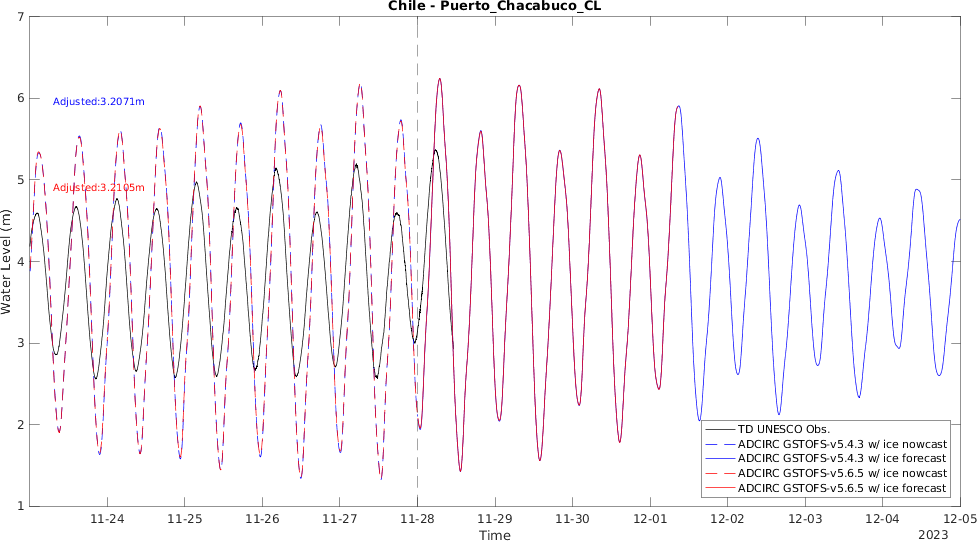 Chile - Puerto_Chacabuco_CL
7
6
5
4
3
2
1
Water Level (m)
Adjusted:3.2071m
Adjusted:3.2105m
TD UNESCO Obs.
ADCIRC GSTOFS-v5.4.3 w/ ice nowcast
ADCIRC GSTOFS-v5.4.3 w/ ice forecast
ADCIRC GSTOFS-v5.6.5 w/ ice nowcast
ADCIRC GSTOFS-v5.6.5 w/ ice forecast
11-24 11-25 11-26 11-27 11-28 11-29 11-30 12-01 12-02 12-03 12-04 12-05
Time
2023